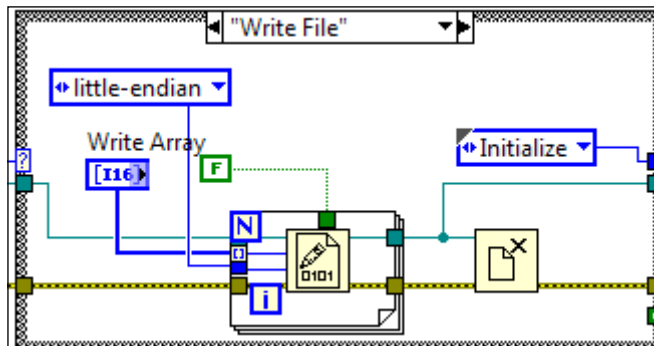 "Write File"
little-endian
Write Array
?
[I16]
F
Initialize
N
[]
0101
i